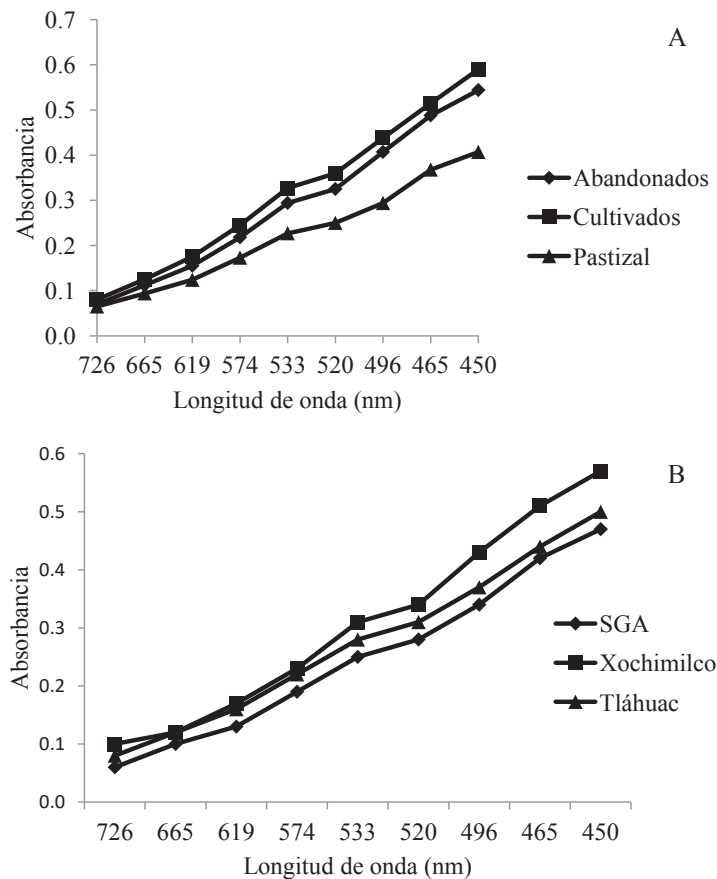 A
0.7
0.6
0.5
0.4
0.3
0.2
0.1
0.0
Absorbancia
726 665 619 574 533 520 496 465 450
Longitud de onda (nm)
Abandonados
Cultivados
Pastizal
B
0.6
0.5
0.4
0.3
0.2
0.1
0.0
Absorbancia
726 665 619 574 533 520 496 465 450
Longitud de onda (nm)
SGA
Xochimilco
Tláhuac